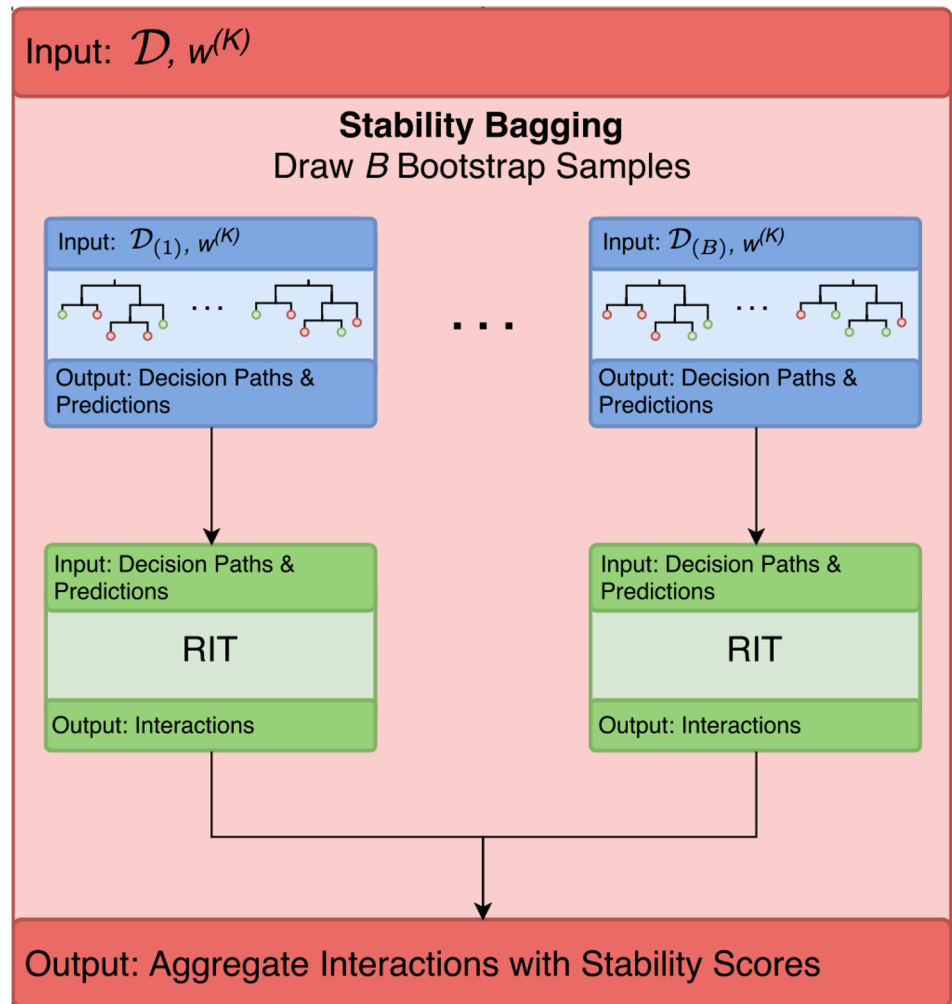 Input: 𝒟, w^(K)
Stability Bagging
Draw B Bootstrap Samples
Input: 𝒟_(1), w^(K)
Input: 𝒟_(B), w^(K)
...
...
...
Output: Decision Paths &
Predictions
Output: Decision Paths &
Predictions
Input: Decision Paths &
Predictions
Input: Decision Paths &
Predictions
RIT
RIT
Output: Interactions
Output: Interactions
Output: Aggregate Interactions with Stability Scores